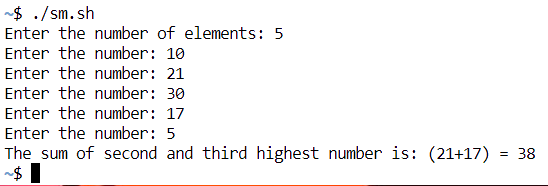 ~$ ./sm.sh
Enter the number of elements: 5
Enter the number: 10
Enter the number: 21
Enter the number: 30
Enter the number: 17
Enter the number: 5
The sum of second and third highest number is: (21+17) = 38
~$